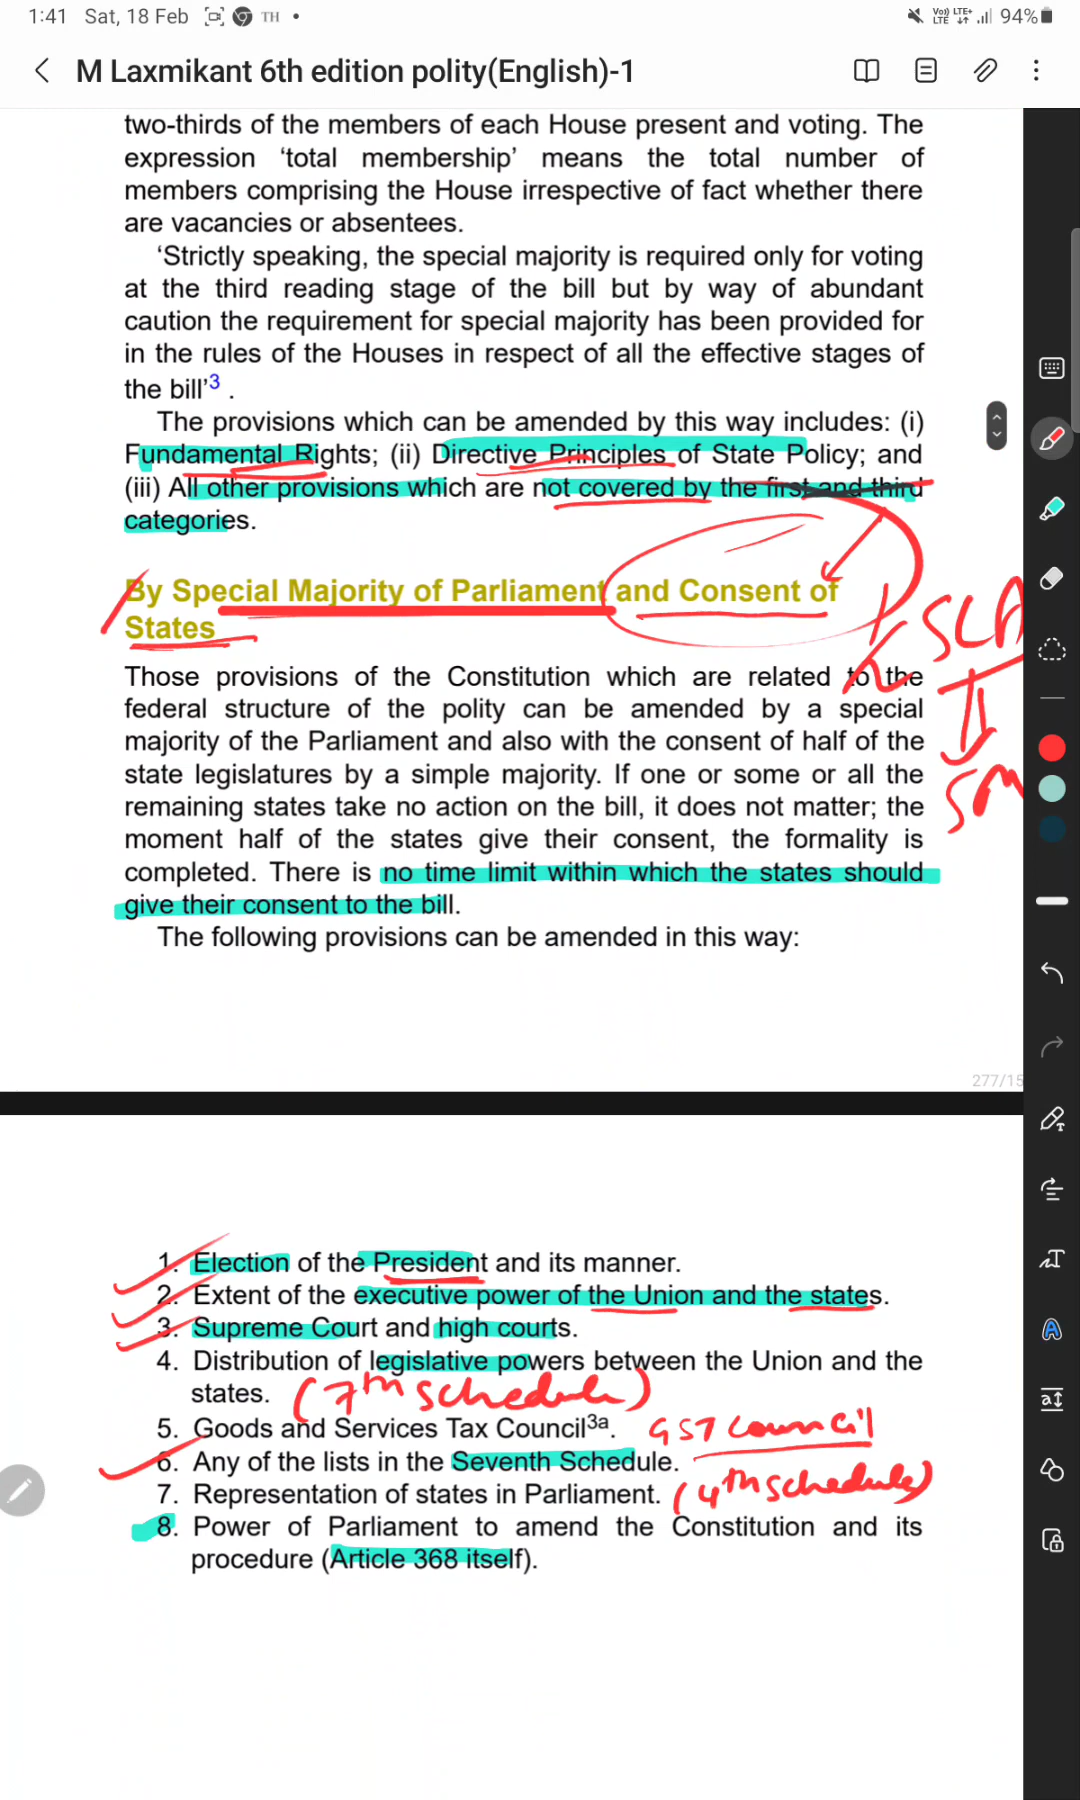 1:41 Sat, 18 Feb TH •
Vo) LTE LTE+ 94%
M Laxmikant 6th edition polity(English)-1
two-thirds of the members of each House present and voting. The
expression ‘total membership’ means the total number of
members comprising the House irrespective of fact whether there
are vacancies or absentees.
‘Strictly speaking, the special majority is required only for voting
at the third reading stage of the bill but by way of abundant
caution the requirement for special majority has been provided for
in the rules of the Houses in respect of all the effective stages of
the bill’3 .
The provisions which can be amended by this way includes: (i)
Fundamental Rights; (ii) Directive Principles of State Policy; and
(iii) All other provisions which are not covered by the first and third
categories.
By Special Majority of Parliament and Consent of
States
SLA
Those provisions of the Constitution which are related to the
federal structure of the polity can be amended by a special
majority of the Parliament and also with the consent of half of the
state legislatures by a simple majority. If one or some or all the
SM
remaining states take no action on the bill, it does not matter; the
moment half of the states give their consent, the formality is
completed. There is no time limit within which the states should
give their consent to the bill.
The following provisions can be amended in this way:
277/15
1. Election of the President and its manner.
2. Extent of the executive power of the Union and the states.
3. Supreme Court and high courts.
4. Distribution of legislative powers between the Union and the
states. (7th schedule)
5. Goods and Services Tax Council3a. GST Council
6. Any of the lists in the Seventh Schedule.
7. Representation of states in Parliament. (4th schedule)
8. Power of Parliament to amend the Constitution and its
procedure (Article 368 itself).